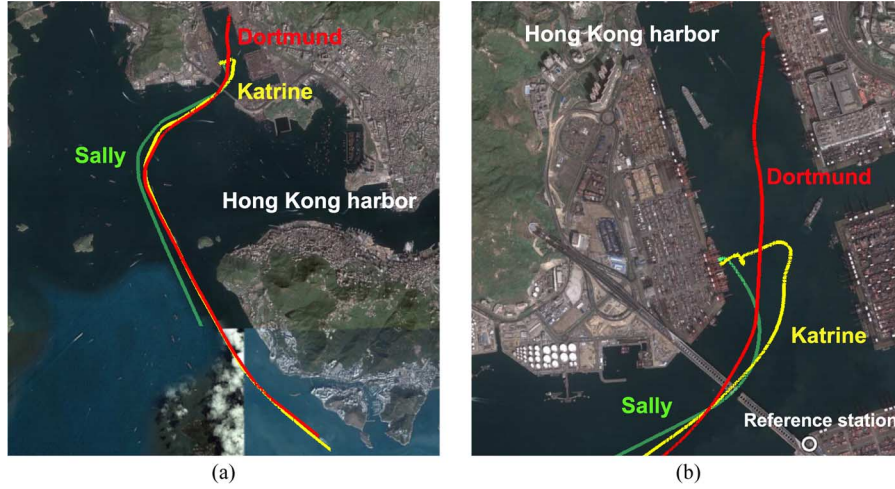 Dortmund
Katrine
Sally
Hong Kong harbor
(a)
Hong Kong harbor
Dortmund
Katrine
Sally
Reference station
(b)